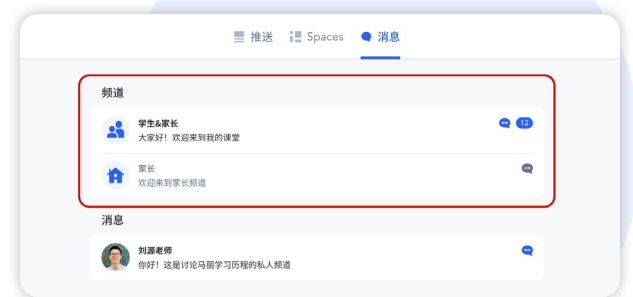 推送 Spaces 消息
频道
学生&家长 12
大家好！欢迎来到我的课堂
家长
欢迎来到家长频道
消息
刘源老师
你好！这是讨论马丽学习历程的私人频道